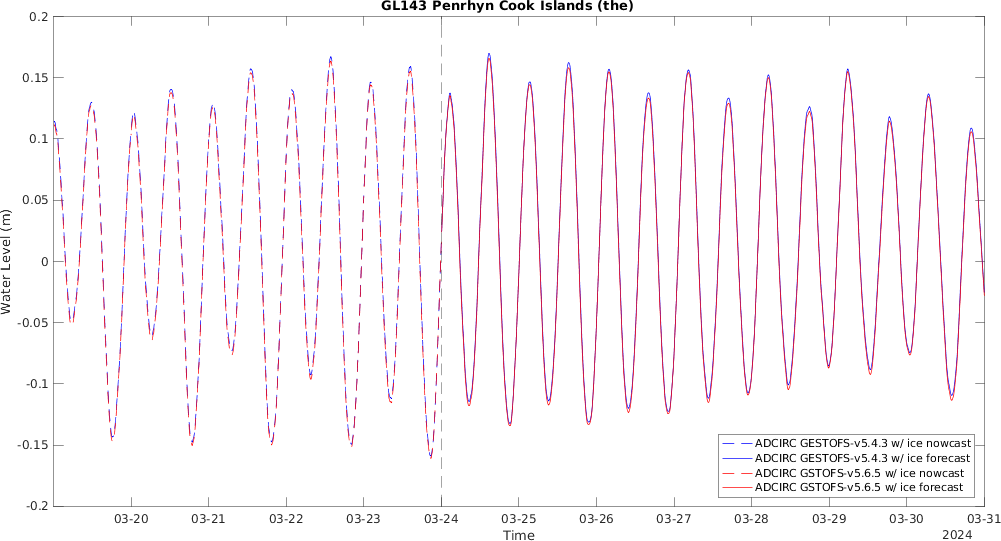 GL143 Penrhyn Cook Islands (the)
0.2
0.15
0.1
0.05
0
-0.05
-0.1
-0.15
-0.2
Water Level (m)
ADCIRC GESTOFS-v5.4.3 w/ ice nowcast
ADCIRC GESTOFS-v5.4.3 w/ ice forecast
ADCIRC GSTOFS-v5.6.5 w/ ice nowcast
ADCIRC GSTOFS-v5.6.5 w/ ice forecast
03-20 03-21 03-22 03-23 03-24 03-25 03-26 03-27 03-28 03-29 03-30 03-31
Time
2024